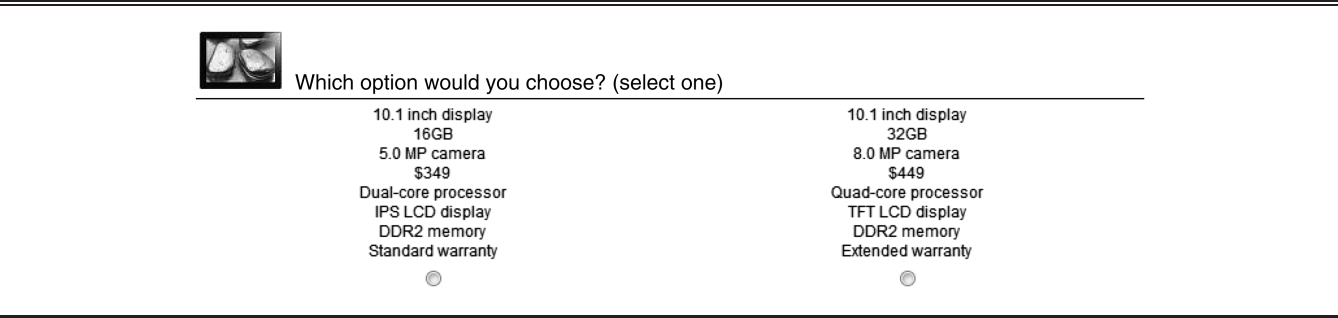 Which option would you choose? (select one)
10.1 inch display
16GB
5.0 MP camera
$349
Dual-core processor
IPS LCD display
DDR2 memory
Standard warranty
10.1 inch display
32GB
8.0 MP camera
$449
Quad-core processor
TFT LCD display
DDR2 memory
Extended warranty